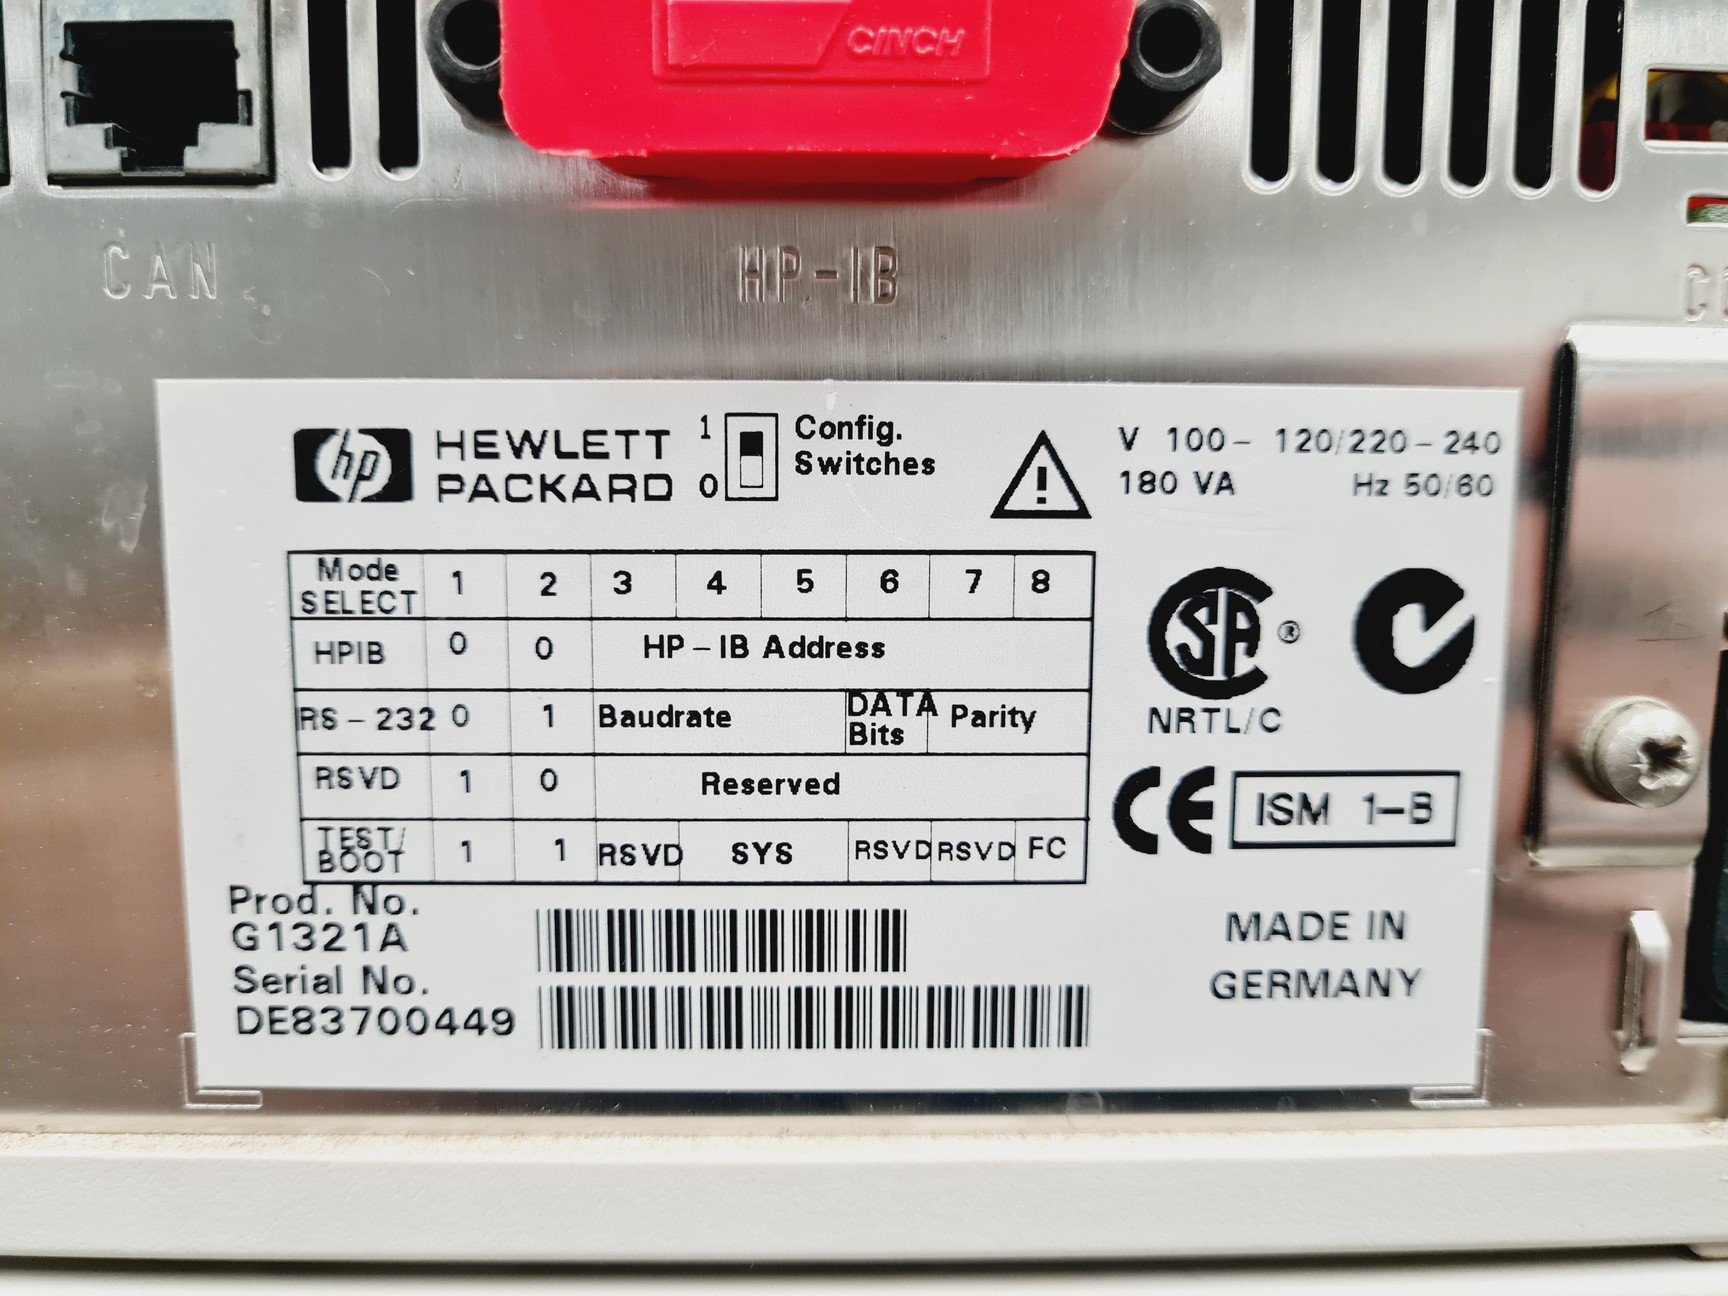 CINCH
CAN
HP-IB
hp HEWLETT PACKARD
1
0
Config.
Switches
V 100 - 120/220 - 240
180 VA Hz 50/60
Mode SELECT 1 2 3 4 5 6 7 8
HPIB 0 0 HP - IB Address
RS - 232 0 1 Baudrate DATA Bits Parity
RSVD 1 0 Reserved
TEST/BOOT 1 1 RSVD SYS RSVD RSVD FC
SA ®
NRTL/C
CE ISM 1-B
Prod. No.
G1321A
Serial No.
DE83700449
MADE IN
GERMANY